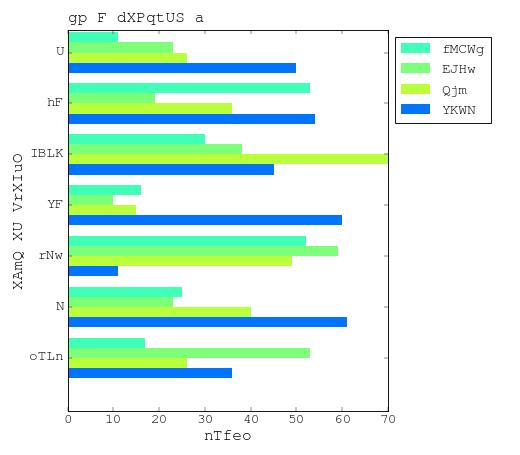 gp F dXPqtUS a
fMCWg
EJHw
Qjm
YKWN
XAmQ XU VrXIuO
U
hF
IBLK
YF
rNw
N
oTLn
0 10 20 30 40 50 60 70
nTfeo